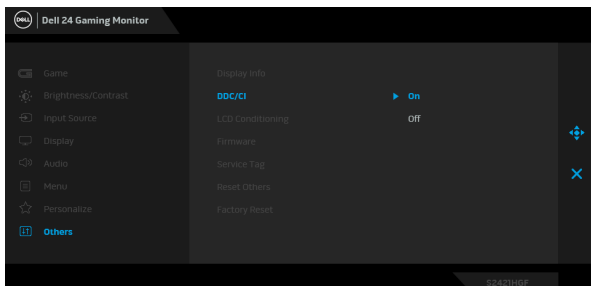 DELL Dell 24 Gaming Monitor
Game
Display Info
Brightness/Contrast
DDC/CI
On
Input Source
LCD Conditioning
Off
Display
Firmware
Audio
Service Tag
Menu
Reset Others
Personalize
Factory Reset
Others
S2421HGF